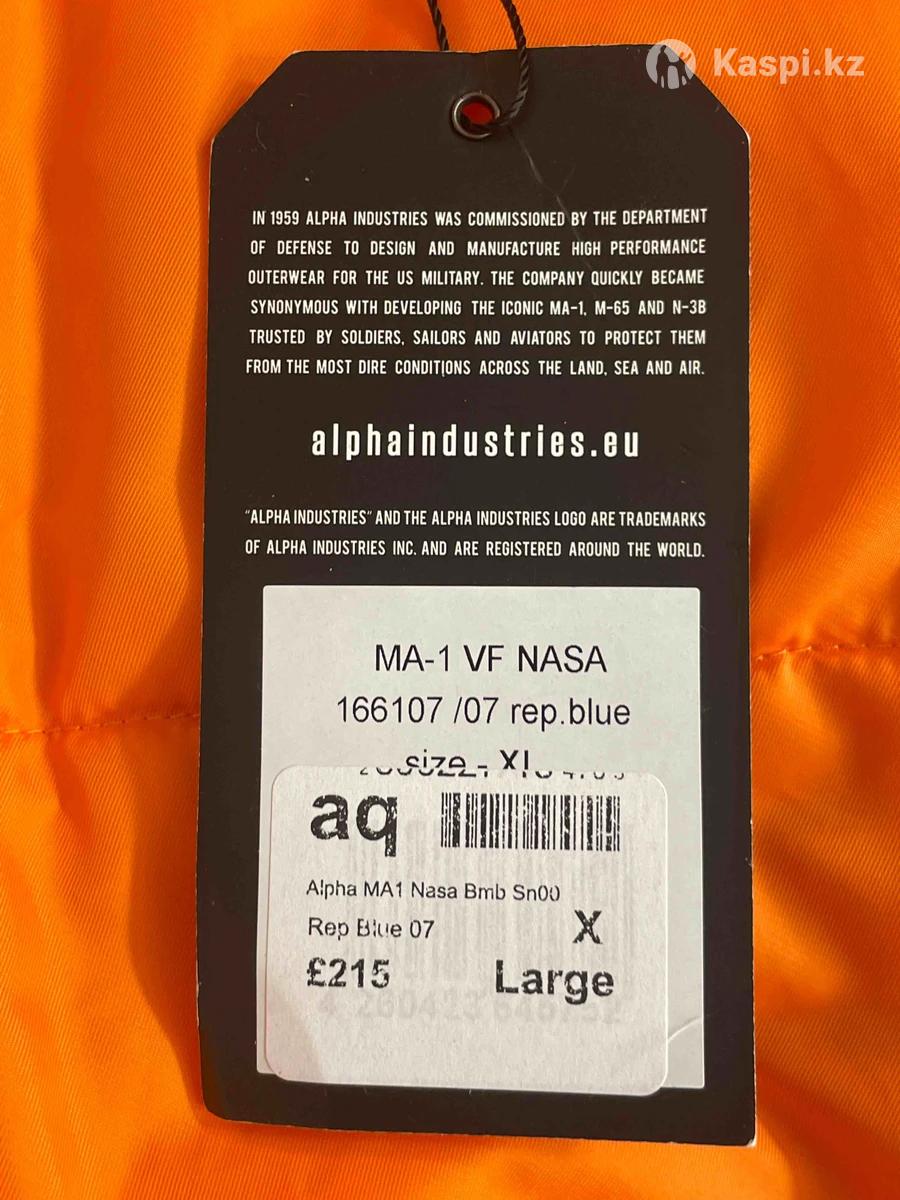 Kaspi.kz
IN 1959 ALPHA INDUSTRIES WAS COMMISSIONED BY THE DEPARTMENT
OF DEFENSE TO DESIGN AND MANUFACTURE HIGH PERFORMANCE
OUTERWEAR FOR THE US MILITARY. THE COMPANY QUICKLY BECAME
SYNONYMOUS WITH DEVELOPING THE ICONIC MA-1, M-65 AND N-3B
TRUSTED BY SOLDIERS, SAILORS AND AVIATORS TO PROTECT THEM
FROM THE MOST DIRE CONDITIONS ACROSS THE LAND, SEA AND AIR.
alphaindustries.eu
"ALPHA INDUSTRIES" AND THE ALPHA INDUSTRIES LOGO ARE TRADEMARKS
OF ALPHA INDUSTRIES INC. AND ARE REGISTERED AROUND THE WORLD.
MA-1 VF NASA
166107 /07 rep.blue
size - XL
aq
Alpha MA1 Nasa Bmb Sn00
Rep Blue 07
X
£215 Large